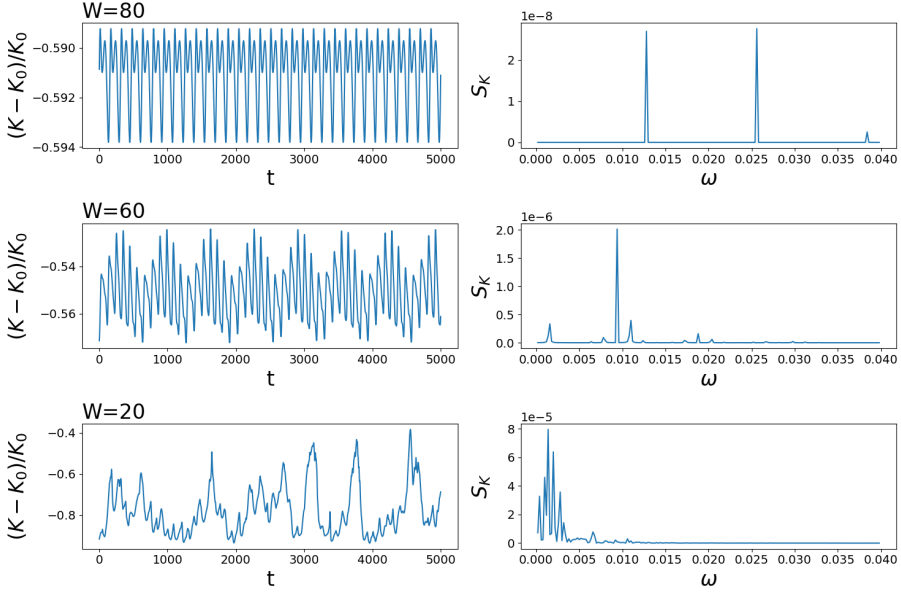 W=80
(K − K₀)/K₀
−0.590
−0.592
−0.594
0 1000 2000 3000 4000 5000
t
1e−8
S_K
2
1
0
0.000 0.005 0.010 0.015 0.020 0.025 0.030 0.035 0.040
ω
W=60
(K − K₀)/K₀
−0.54
−0.56
0 1000 2000 3000 4000 5000
t
1e−6
S_K
2.0
1.5
1.0
0.5
0.0
0.000 0.005 0.010 0.015 0.020 0.025 0.030 0.035 0.040
ω
W=20
(K − K₀)/K₀
−0.4
−0.6
−0.8
0 1000 2000 3000 4000 5000
t
1e−5
S_K
8
6
4
2
0
0.000 0.005 0.010 0.015 0.020 0.025 0.030 0.035 0.040
ω